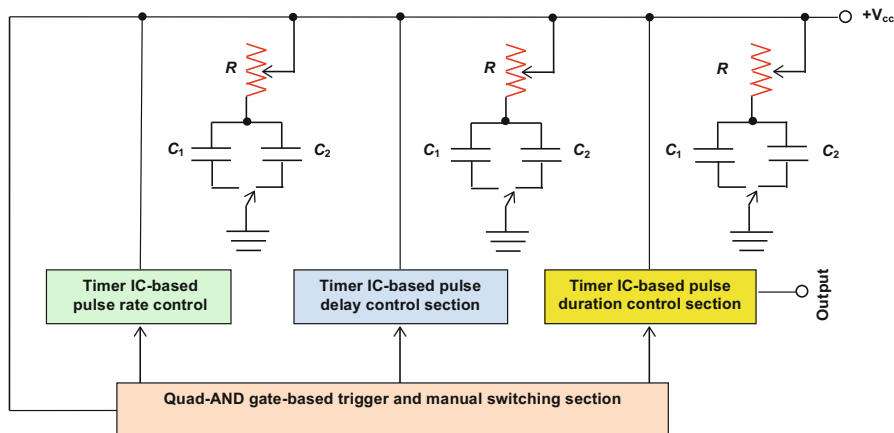 +Vcc
R
C1
C2
R
C1
C2
R
C1
C2
Timer IC-based
pulse rate control
Timer IC-based pulse
delay control section
Timer IC-based pulse
duration control section
Output
Quad-AND gate-based trigger and manual switching section